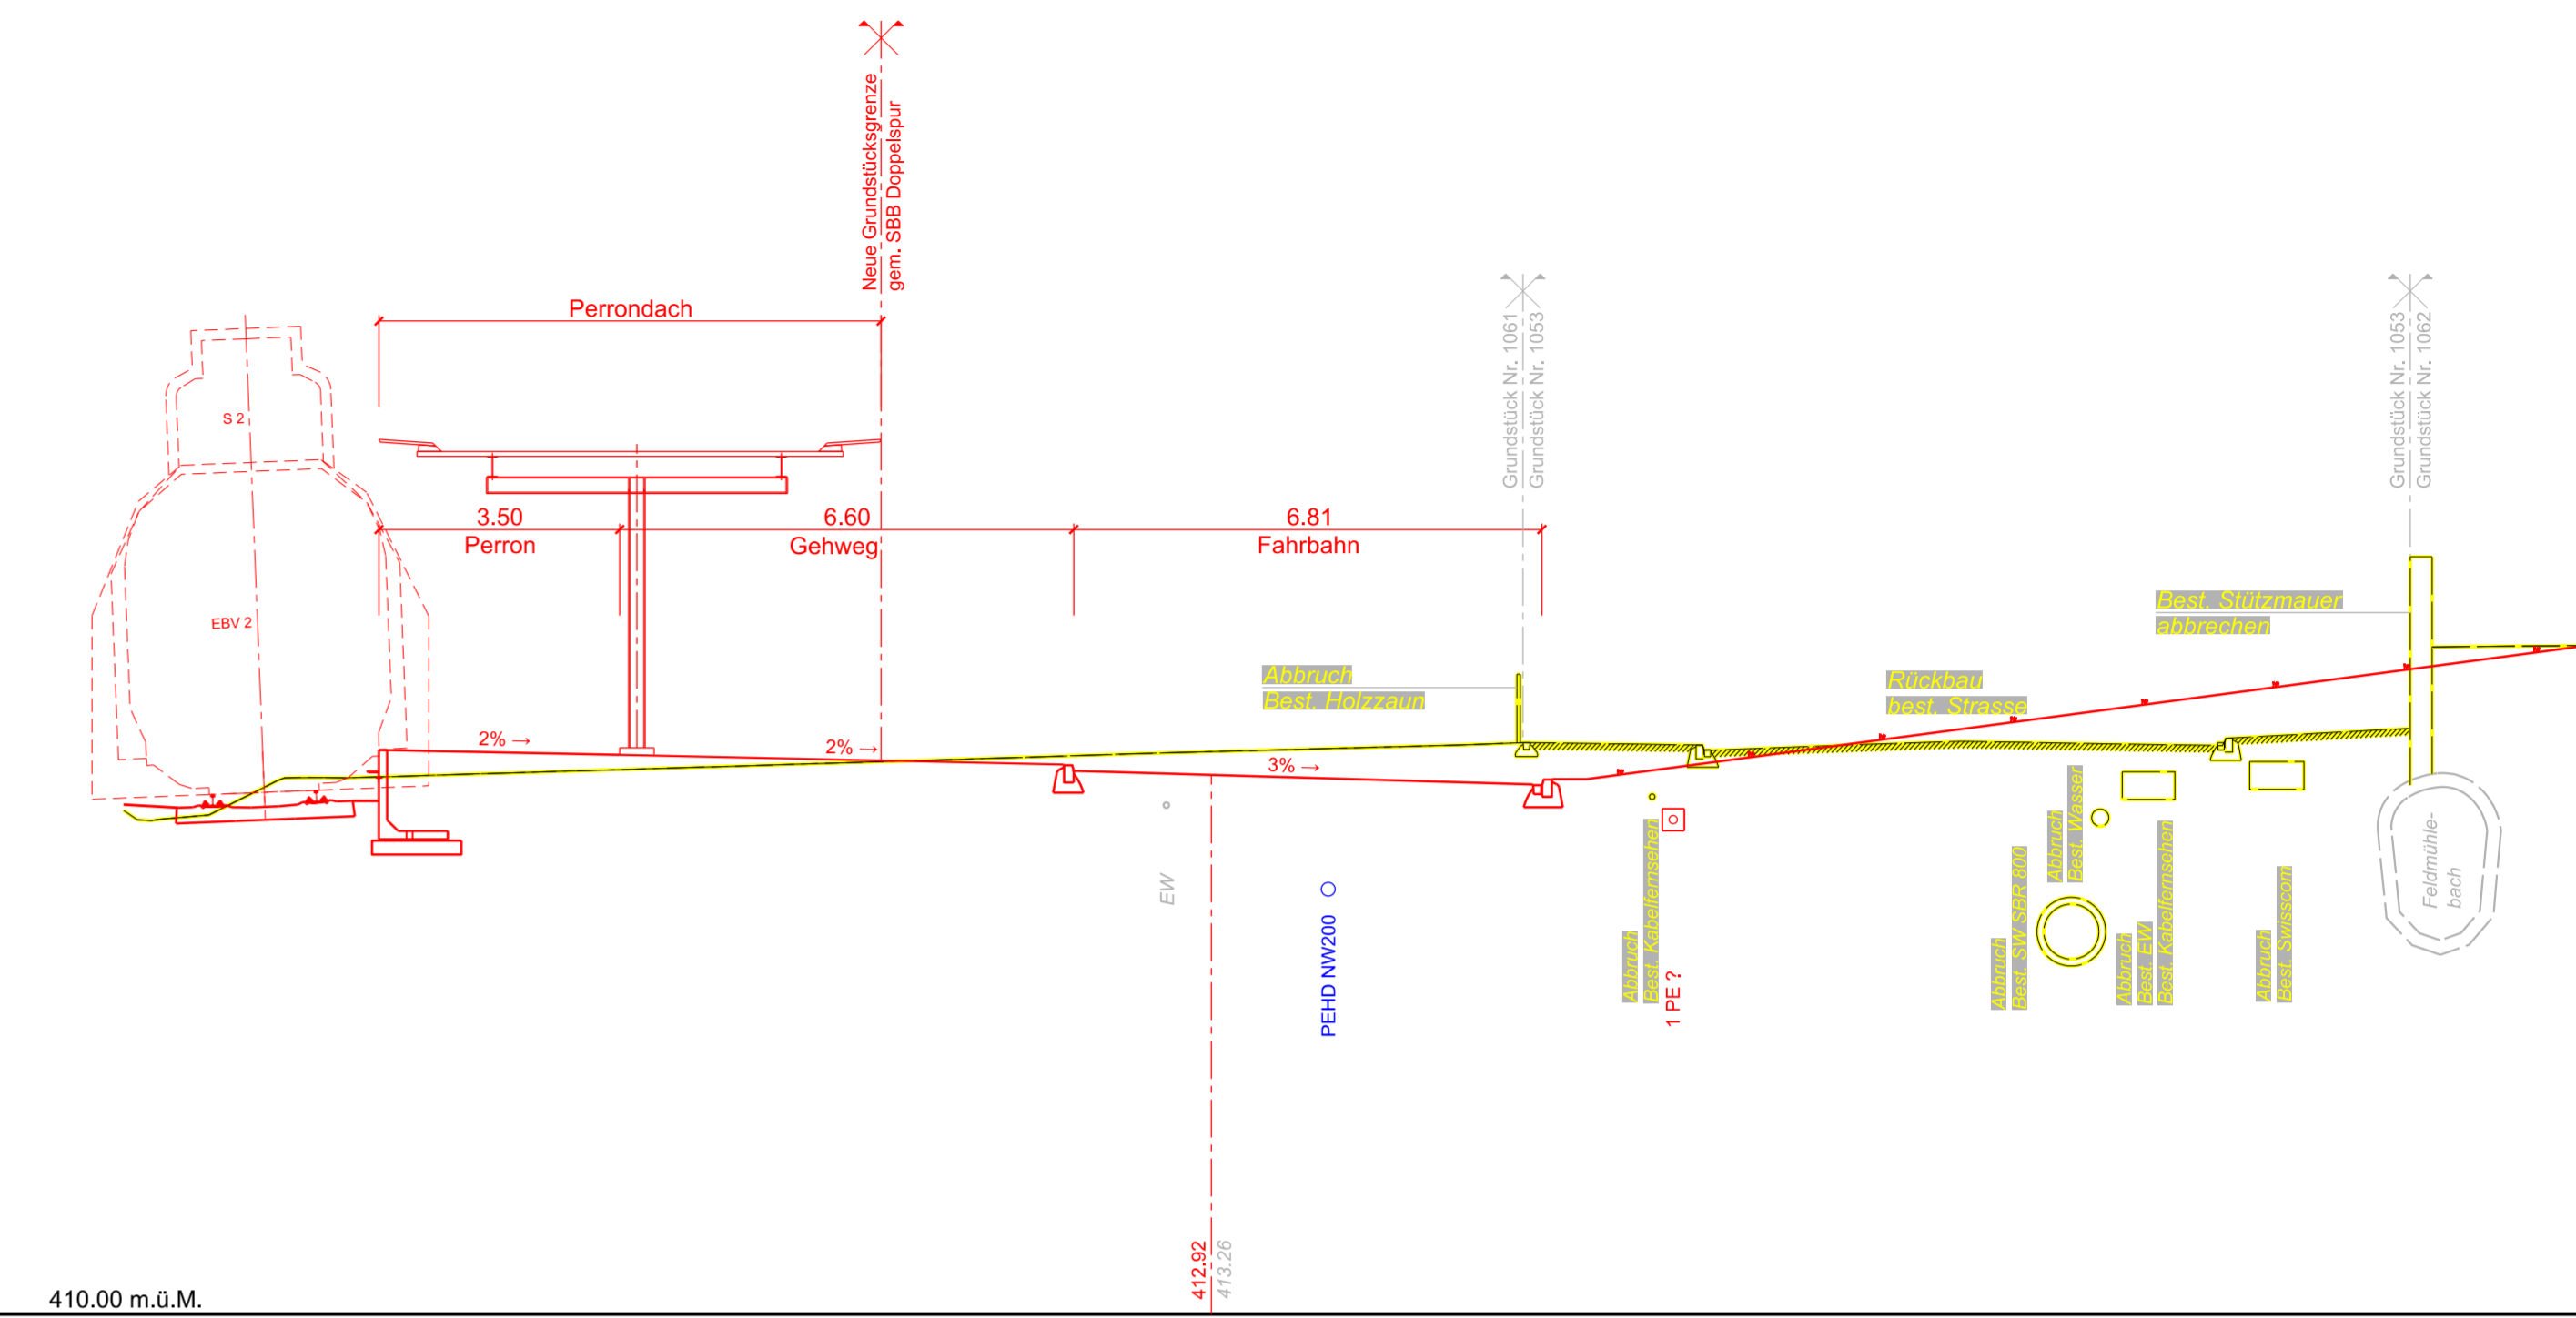 Neue Grundstücksgrenze
gem. SBB Doppelspur
Perrondach
S 2
EBV 2
3.50
Perron
6.60
Gehweg
6.81
Fahrbahn
Grundstück Nr. 1061
Grundstück Nr. 1053
Grundstück Nr. 1053
Grundstück Nr. 1062
Best. Stützmauer
abbrechen
Abbruch
Best. Holzzaun
Rückbau
best. Strasse
2% →
2% →
3% →
EW
PEHD NW200
Abbruch
Best. Kabelfernsehen
1 PE ?
Abbruch
Best. SW SBR 800
Abbruch
Best. Wasser
Abbruch
Best. EW
Best. Kabelfernsehen
Abbruch
Best. Swisscom
Feldmühle-
bach
412.92
413.26
410.00 m.ü.M.